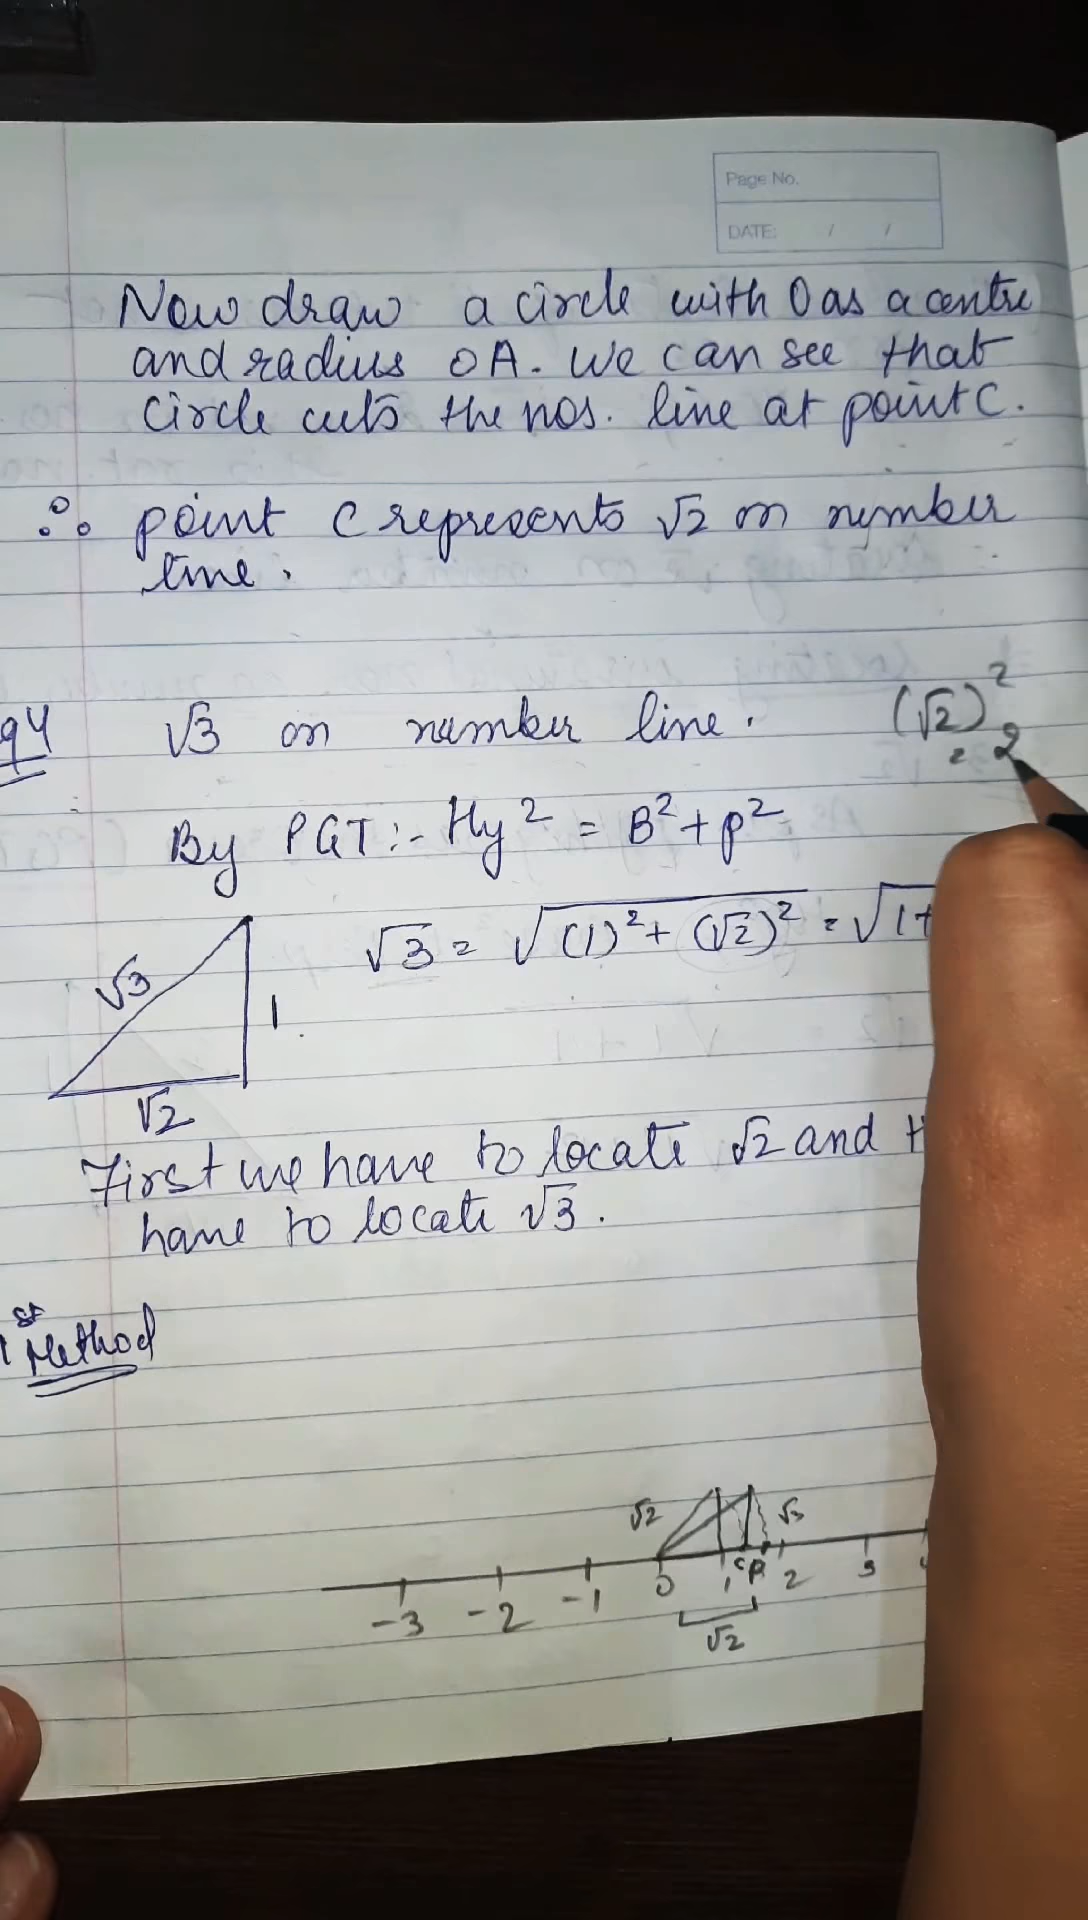 Page No.
DATE: / /
Now draw a circle with O as a centre
and radius OA. We can see that
circle cuts the nos. line at point C.
∴ point C represents √2 on number
line.
√3 on number line.
(√2)²
= 2
By PGT:- Hy² = B² + P²
√3 = √(1)² + (√2)² = √1+
√3
1
√2
First we have to locate √2 and
have to locate √3.
1st Method
√2 √3
-3 -2 -1 0 1 C 2 3
√2